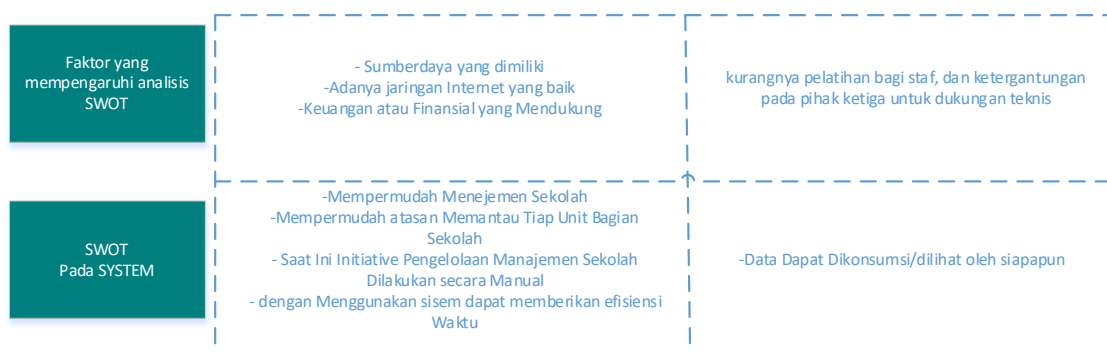 Faktor yang
mempengaruhi analisis
SWOT
- Sumberdaya yang dimiliki
-Adanya jaringan Internet yang baik
-Keuangan atau Finansial yang Mendukung
kurangnya pelatihan bagi staf, dan ketergantungan
pada pihak ketiga untuk dukungan teknis
SWOT
Pada SYSTEM
-Mempermudah Menejemen Sekolah
-Mempermudah atasan Memantau Tiap Unit Bagian
Sekolah
- Saat Ini Initiative Pengelolaan Manajemen Sekolah
Dilakukan secara Manual
- dengan Menggunakan sisem dapat memberikan efisiensi
Waktu
-Data Dapat Dikonsumsi/dilihat oleh siapapun